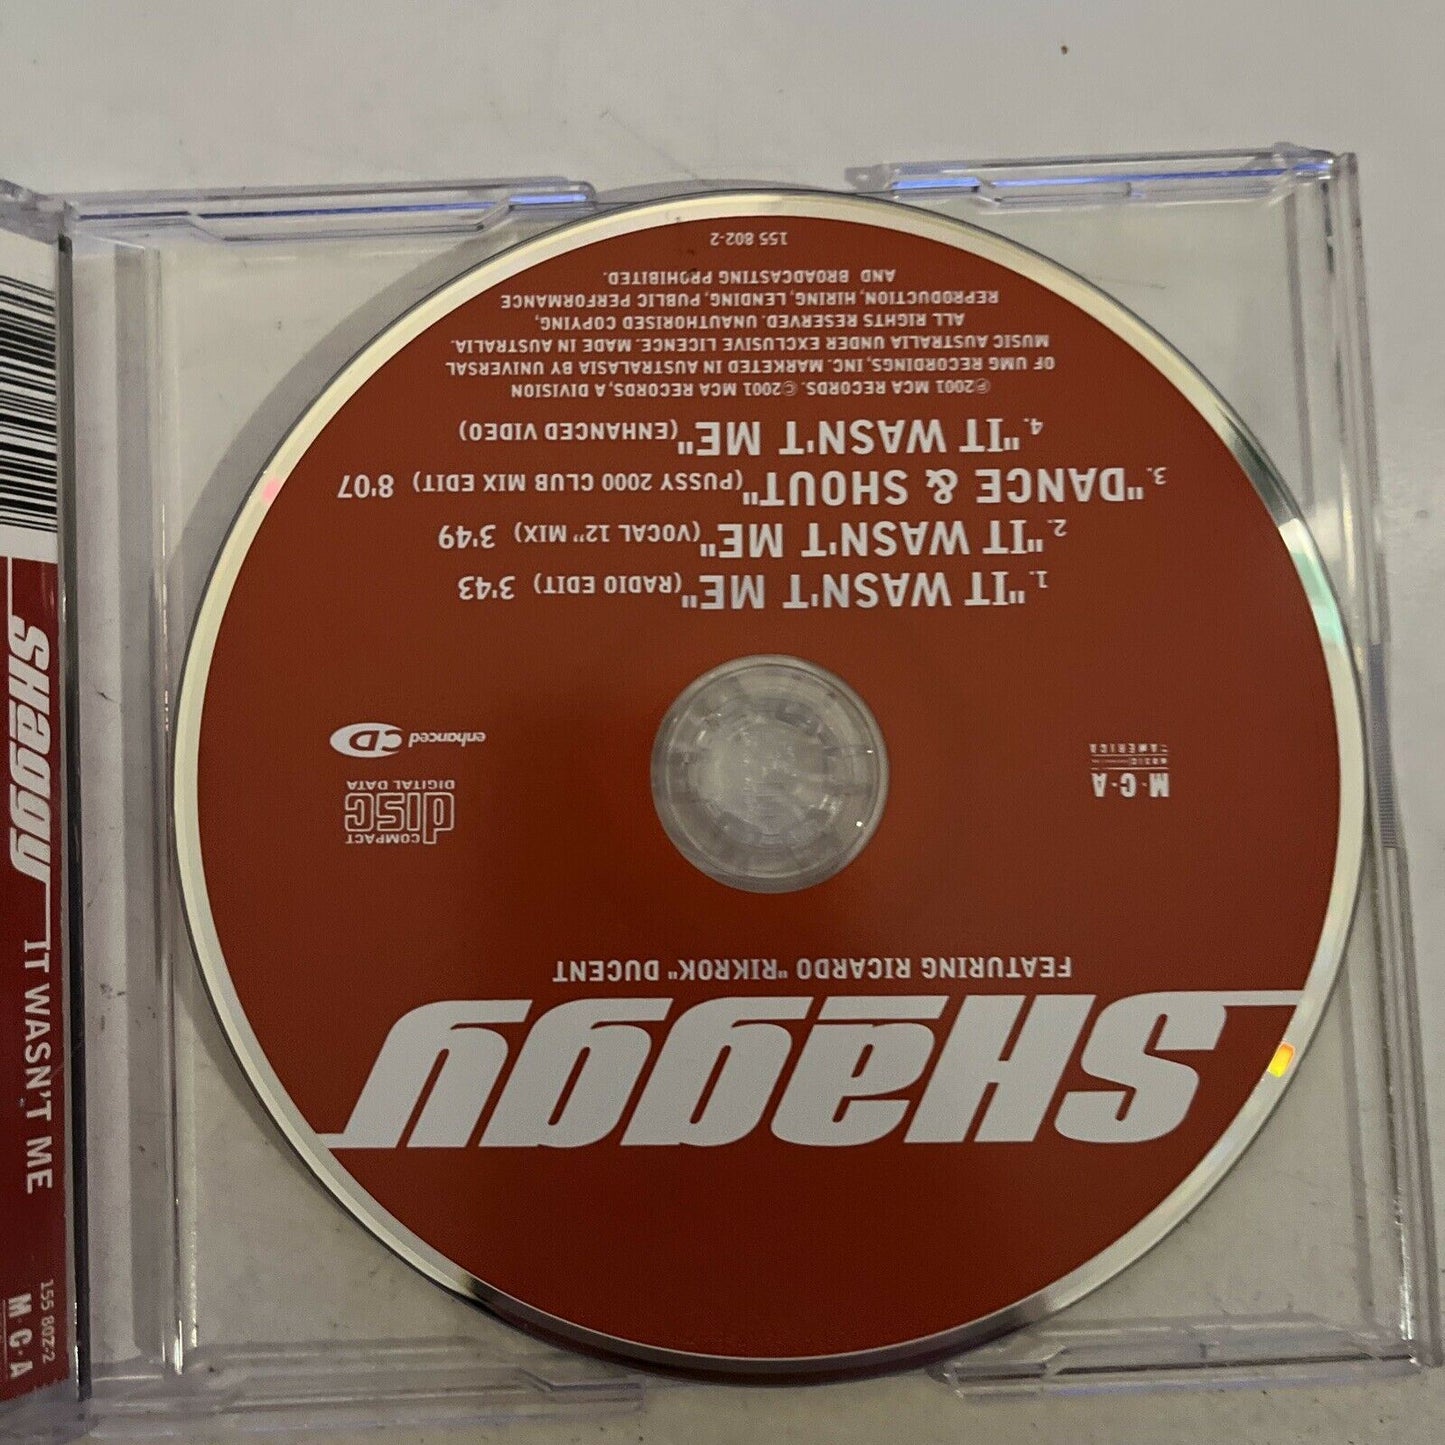 SHaggy
FEATURING RICARDO "RIKROK" DUCENT
M·C·A
MUSIC
AMERICA
COMPACT
disc
DIGITAL DATA
enhanced CD
1. "IT WASN'T ME" (RADIO EDIT) 3'43
2. "IT WASN'T ME" (VOCAL 12" MIX) 3'49
3. "DANCE & SHOUT" (PUSSY 2000 CLUB MIX EDIT) 8'07
4. "IT WASN'T ME" (ENHANCED VIDEO)
℗2001 MCA RECORDS. ©2001 MCA RECORDS, A DIVISION
OF UMG RECORDINGS, INC. MARKETED IN AUSTRALASIA BY UNIVERSAL
MUSIC AUSTRALIA UNDER EXCLUSIVE LICENCE. MADE IN AUSTRALIA.
ALL RIGHTS RESERVED. UNAUTHORISED COPYING,
REPRODUCTION, HIRING, LENDING, PUBLIC PERFORMANCE
AND BROADCASTING PROHIBITED.
155 802-2
SHaggy IT WASN'T ME
155 802-2
M·C·A